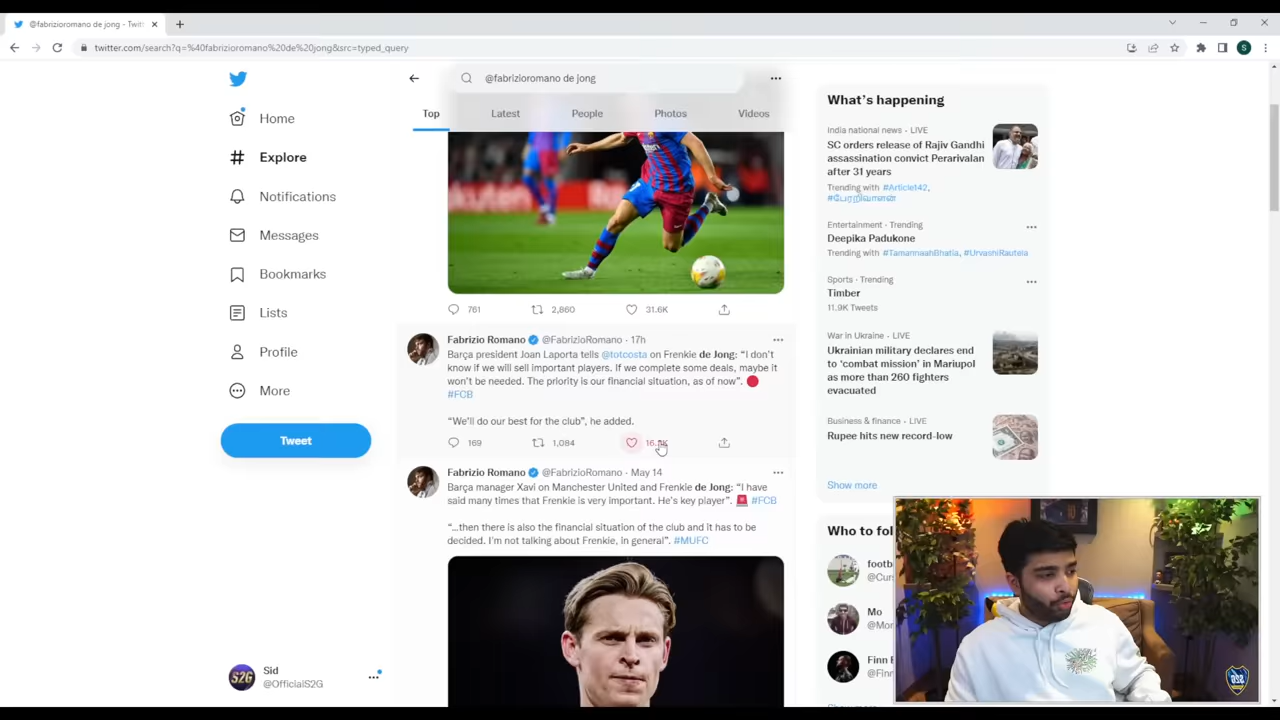 @fabrizioromano de jong - Twitt
twitter.com/search?q=%40fabrizioromano%20de%20jong&src=typed_query
S
Home
Explore
Notifications
Messages
Bookmarks
Lists
Profile
More
Tweet
S2G
Sid
@OfficialS2G
@fabrizioromano de jong
Top
Latest
People
Photos
Videos
761
2,860
31.6K
Fabrizio Romano @FabrizioRomano · 17h
Barça president Joan Laporta tells @totcosta on Frenkie de Jong: “I don’t
know if we will sell important players. If we complete some deals, maybe it
won’t be needed. The priority is our financial situation, as of now”. 🔴
#FCB
“We’ll do our best for the club”, he added.
169
1,084
Fabrizio Romano @FabrizioRomano · May 14
Barça manager Xavi on Manchester United and Frenkie de Jong: “I have
said many times that Frenkie is very important. He’s key player”. 🚨 #FCB
“…then there is also the financial situation of the club and it has to be
decided. I’m not talking about Frenkie, in general”. #MUFC
What’s happening
India national news · LIVE
SC orders release of Rajiv Gandhi
assassination convict Perarivalan
after 31 years
Trending with #Article142,
#பேரறிவாளன்
Entertainment · Trending
Deepika Padukone
Trending with #TamannaahBhatia, #UrvashiRautela
Sports · Trending
Timber
11.9K Tweets
War in Ukraine · LIVE
Ukrainian military declares end
to ‘combat mission’ in Mariupol
as more than 260 fighters
evacuated
Business & finance · LIVE
Rupee hits new record-low
Show more
Who to fol
footb
@Cur
Mo
@Mor
Finn
@Finn